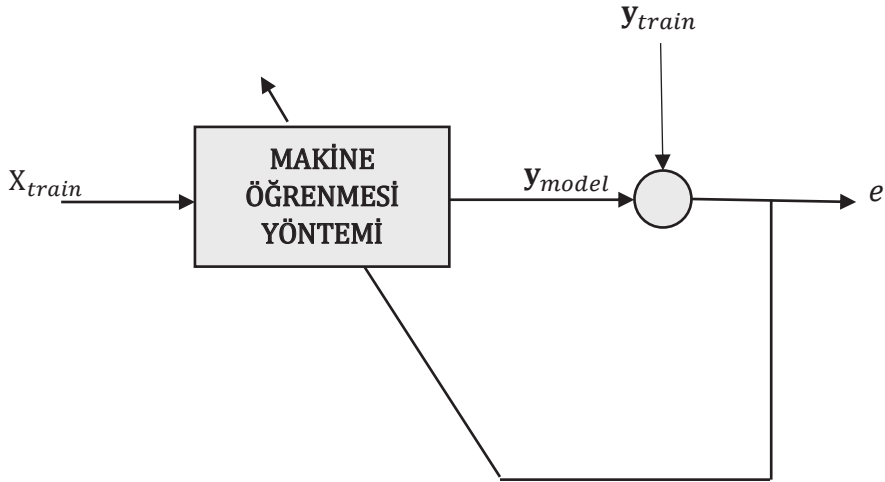 y_train
X_train
MAKİNE
ÖĞRENMESİ
YÖNTEMİ
y_model
e